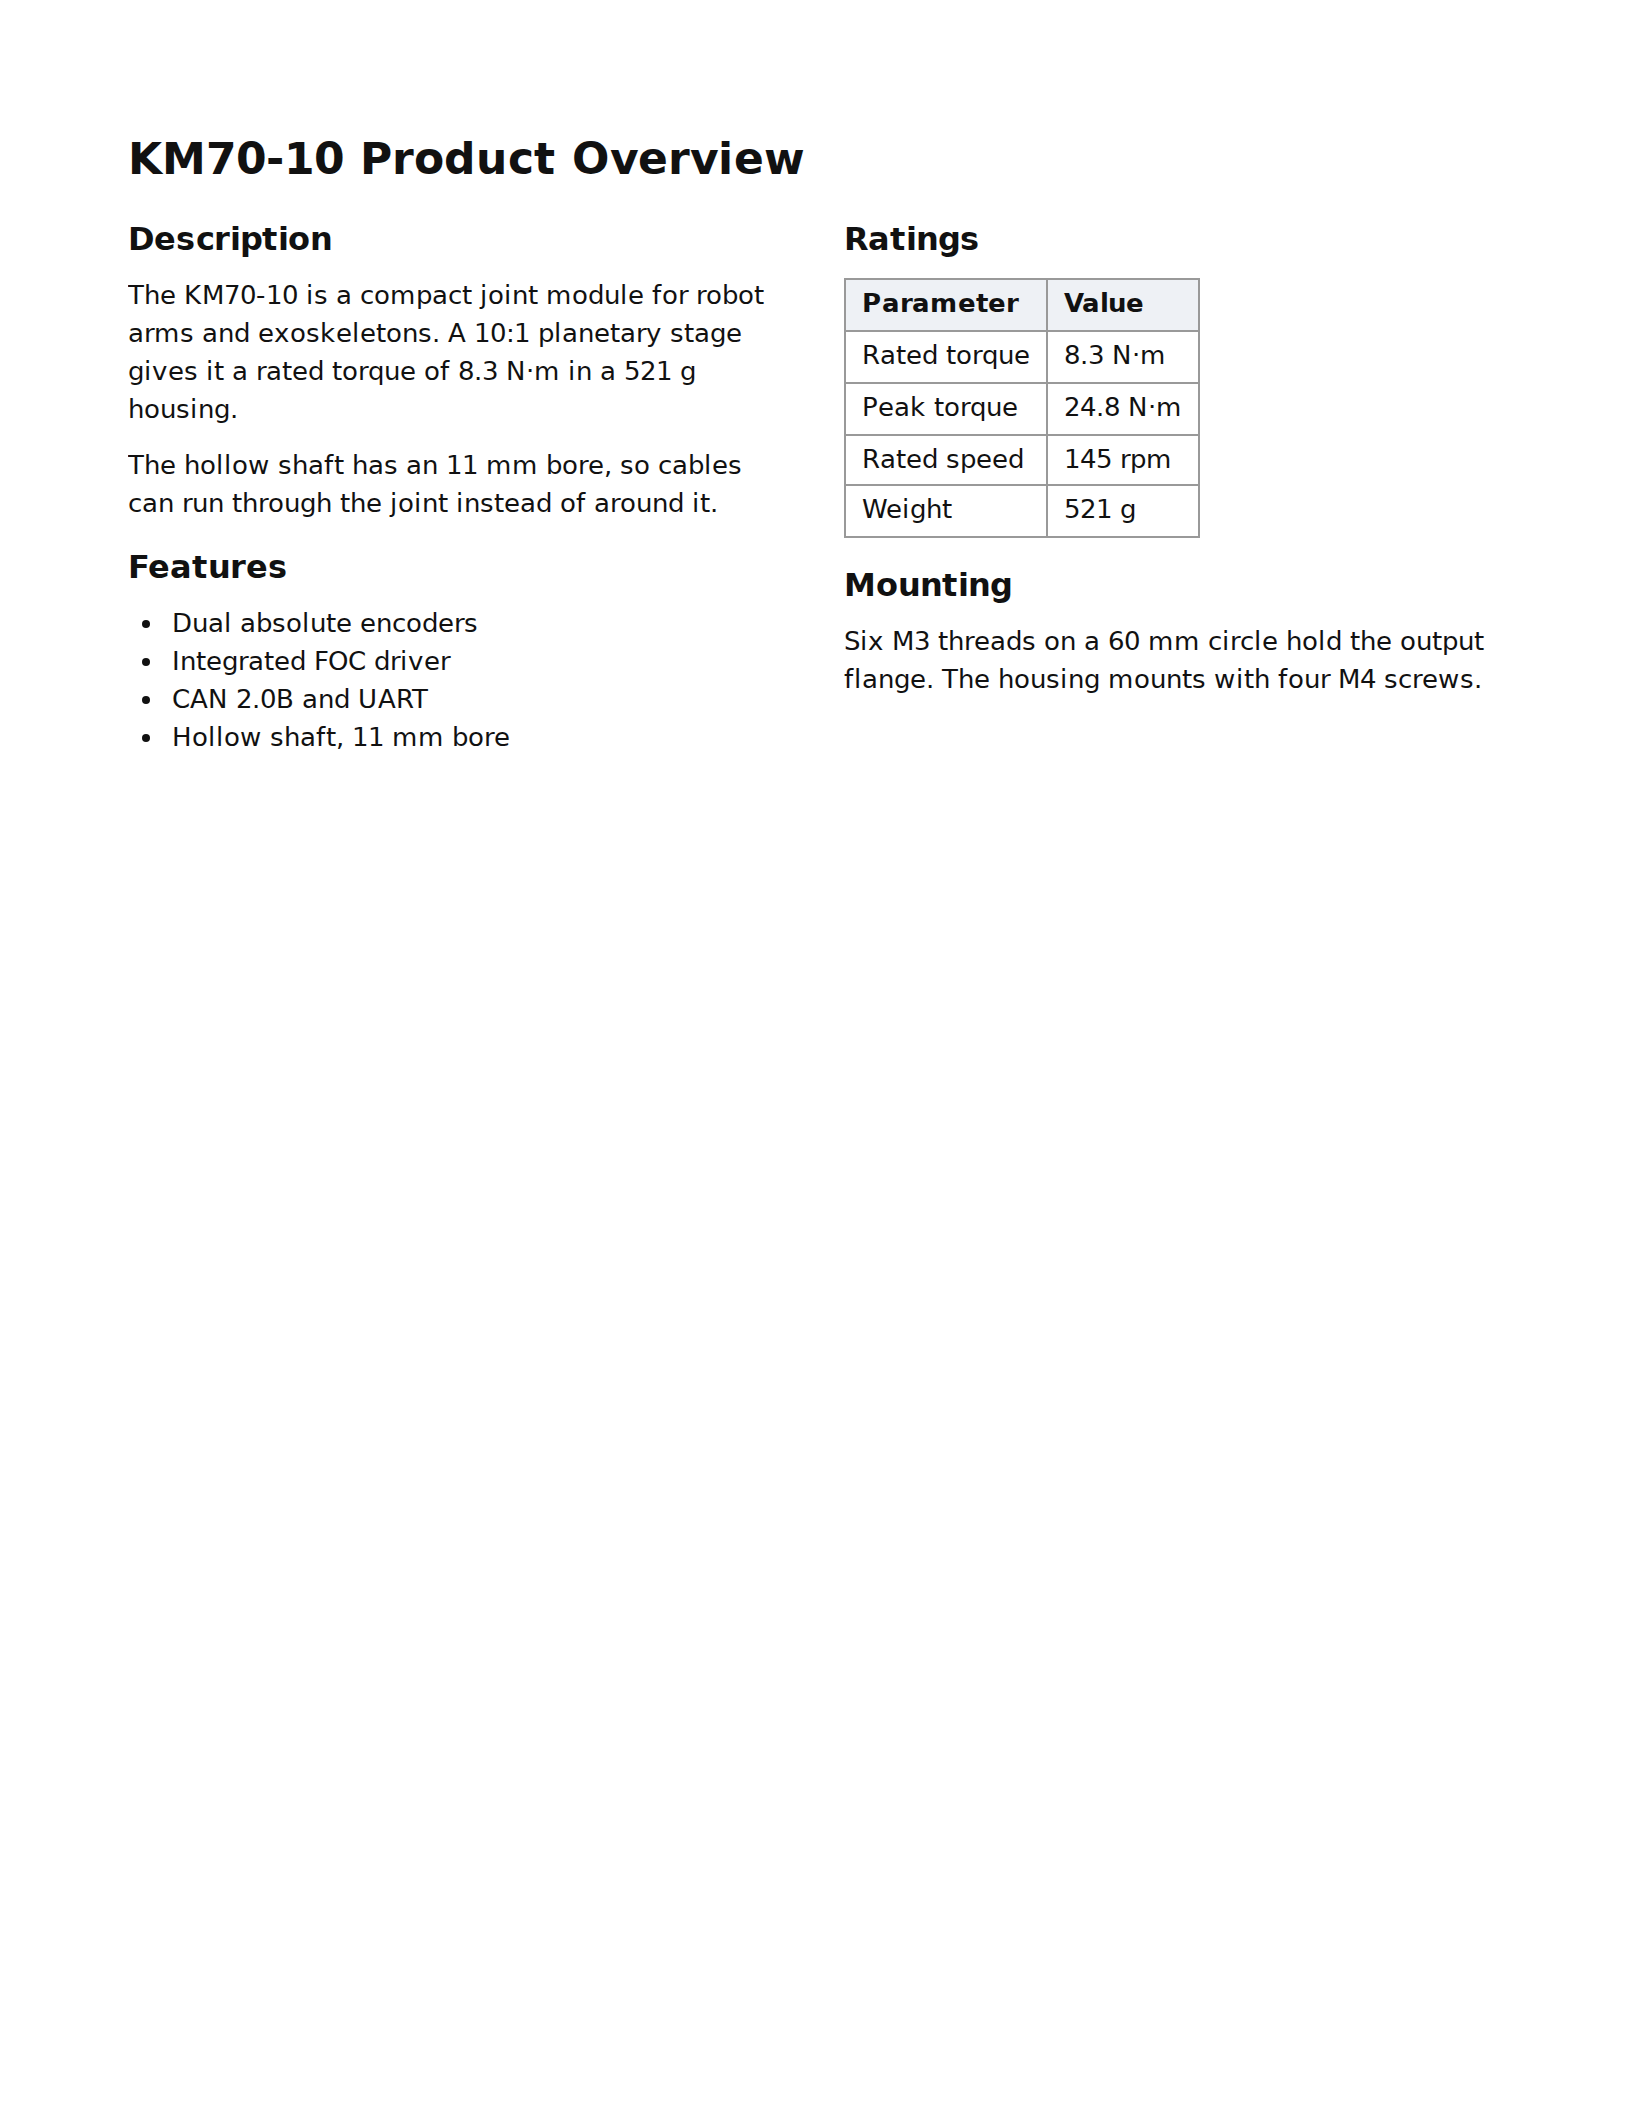 KM70-10 Product Overview
Description
The KM70-10 is a compact joint module for robot
arms and exoskeletons. A 10:1 planetary stage
gives it a rated torque of 8.3 N·m in a 521 g
housing.
The hollow shaft has an 11 mm bore, so cables
can run through the joint instead of around it.
Features
• Dual absolute encoders
• Integrated FOC driver
• CAN 2.0B and UART
• Hollow shaft, 11 mm bore
Ratings
Parameter Value
Rated torque 8.3 N·m
Peak torque 24.8 N·m
Rated speed 145 rpm
Weight 521 g
Mounting
Six M3 threads on a 60 mm circle hold the output
flange. The housing mounts with four M4 screws.